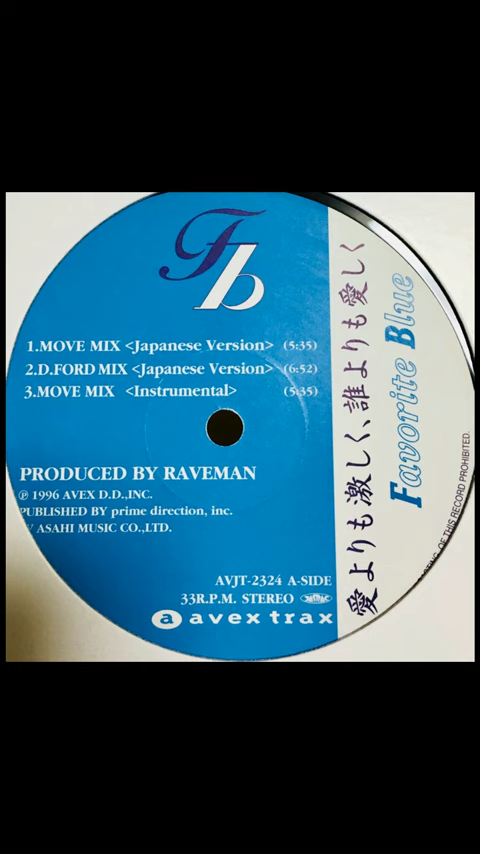 Fb
1.MOVE MIX <Japanese Version> (5:35)
2.D.FORD MIX <Japanese Version> (6:52)
3.MOVE MIX <Instrumental> (5:35)
PRODUCED BY RAVEMAN
Ⓟ 1996 AVEX D.D.,INC.
PUBLISHED BY prime direction, inc.
ASAHI MUSIC CO.,LTD.
AVJT-2324 A-SIDE
33R.P.M. STEREO
a avex trax
愛よりも激しく、誰よりも愛しく
Favorite Blue
OF THIS RECORD PROHIBITED.